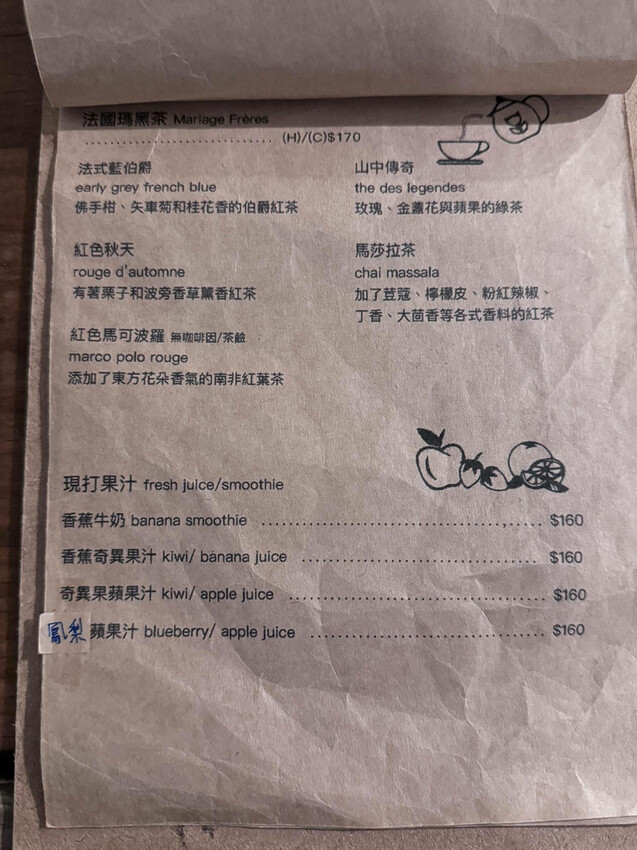 法國瑪黑茶 Mariage Frères
.............................. (H)/(C)$170
法式藍伯爵
early grey french blue
佛手柑、矢車菊和桂花香的伯爵紅茶
山中傳奇
the des legendes
玫瑰、金盞花與蘋果的綠茶
紅色秋天
rouge d'automne
有著栗子和波旁香草薰香紅茶
馬莎拉茶
chai massala
加了荳蔻、檸檬皮、粉紅辣椒、
丁香、大茴香等各式香料的紅茶
紅色馬可波羅 無咖啡因/茶鹼
marco polo rouge
添加了東方花朵香氣的南非紅葉茶
現打果汁 fresh juice/smoothie
香蕉牛奶 banana smoothie ........................................ $160
香蕉奇異果汁 kiwi/ banana juice ................................... $160
奇異果蘋果汁 kiwi/ apple juice ..................................... $160
鳳梨 蘋果汁 blueberry/ apple juice .................................. $160